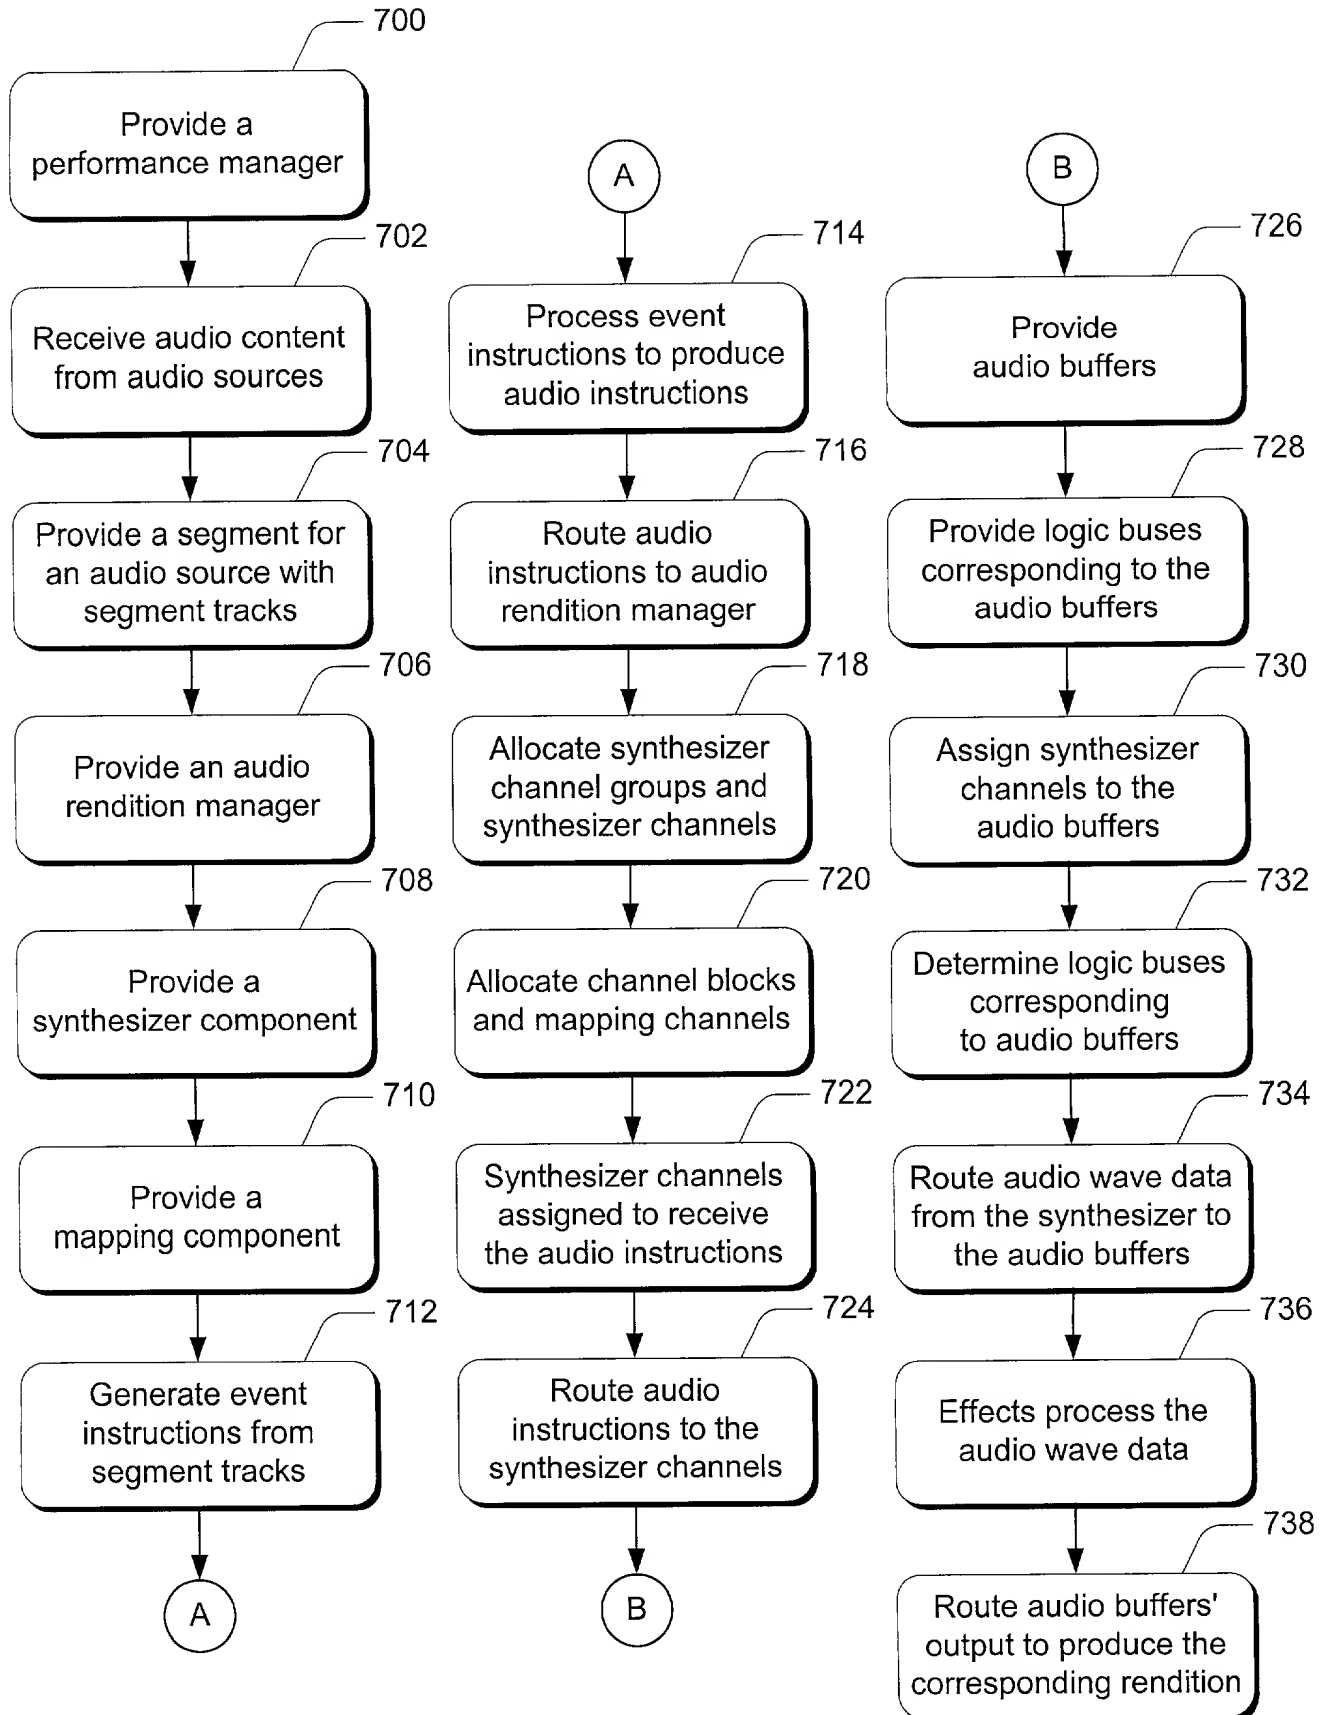 700
Provide a
performance manager
702
Receive audio content
from audio sources
704
Provide a segment for
an audio source with
segment tracks
706
Provide an audio
rendition manager
708
Provide a
synthesizer component
710
Provide a
mapping component
712
Generate event
instructions from
segment tracks
A
A
714
Process event
instructions to produce
audio instructions
716
Route audio
instructions to audio
rendition manager
718
Allocate synthesizer
channel groups and
synthesizer channels
720
Allocate channel blocks
and mapping channels
722
Synthesizer channels
assigned to receive
the audio instructions
724
Route audio
instructions to the
synthesizer channels
B
B
726
Provide
audio buffers
728
Provide logic buses
corresponding to the
audio buffers
730
Assign synthesizer
channels to the
audio buffers
732
Determine logic buses
corresponding
to audio buffers
734
Route audio wave data
from the synthesizer to
the audio buffers
736
Effects process the
audio wave data
738
Route audio buffers'
output to produce the
corresponding rendition